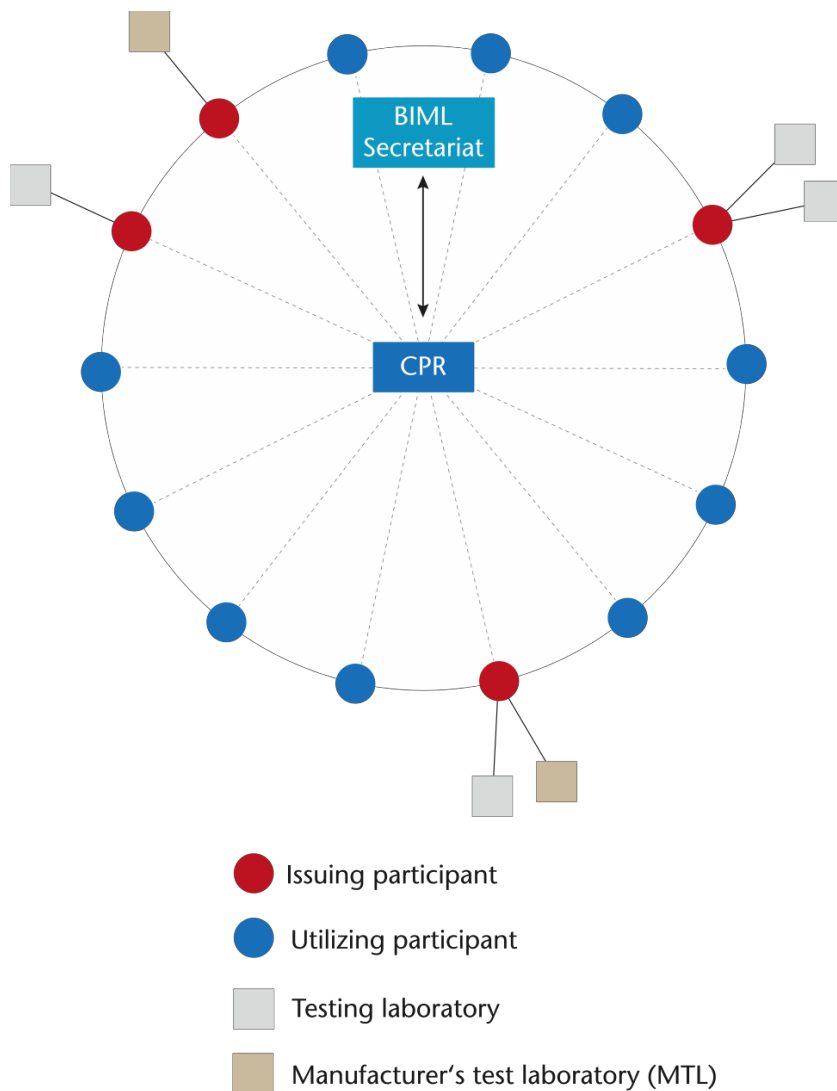 BIML
Secretariat
CPR
Issuing participant
Utilizing participant
Testing laboratory
Manufacturer‘s test laboratory (MTL)